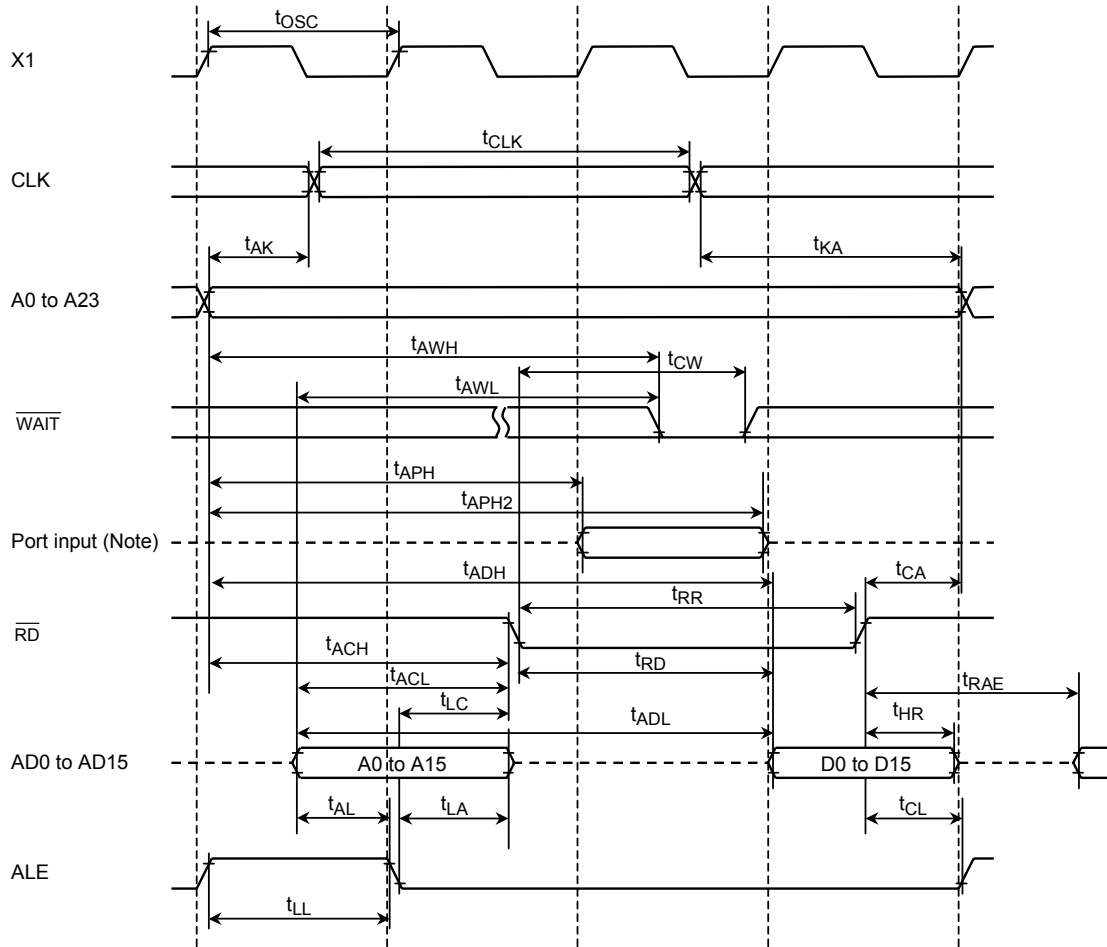 tOSC
X1
tCLK
CLK
tAK
tKA
A0 to A23
tAWH
tCW
tAWL
WAIT
tAPH
tAPH2
Port input (Note)
tADH
tCA
tRR
RD
tACH
tRD
tACL
tRAE
tLC
tADL
tHR
AD0 to AD15
A0 to A15
D0 to D15
tAL
tLA
tCL
ALE
tLL